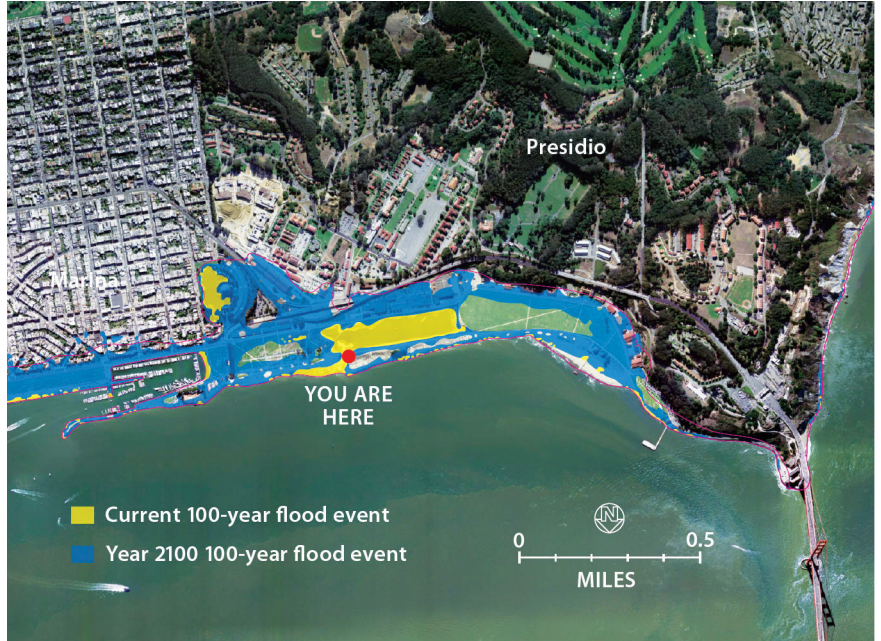 Presidio
Marina
YOU ARE
HERE
Current 100-year flood event
Year 2100 100-year flood event
N
0 0.5
MILES